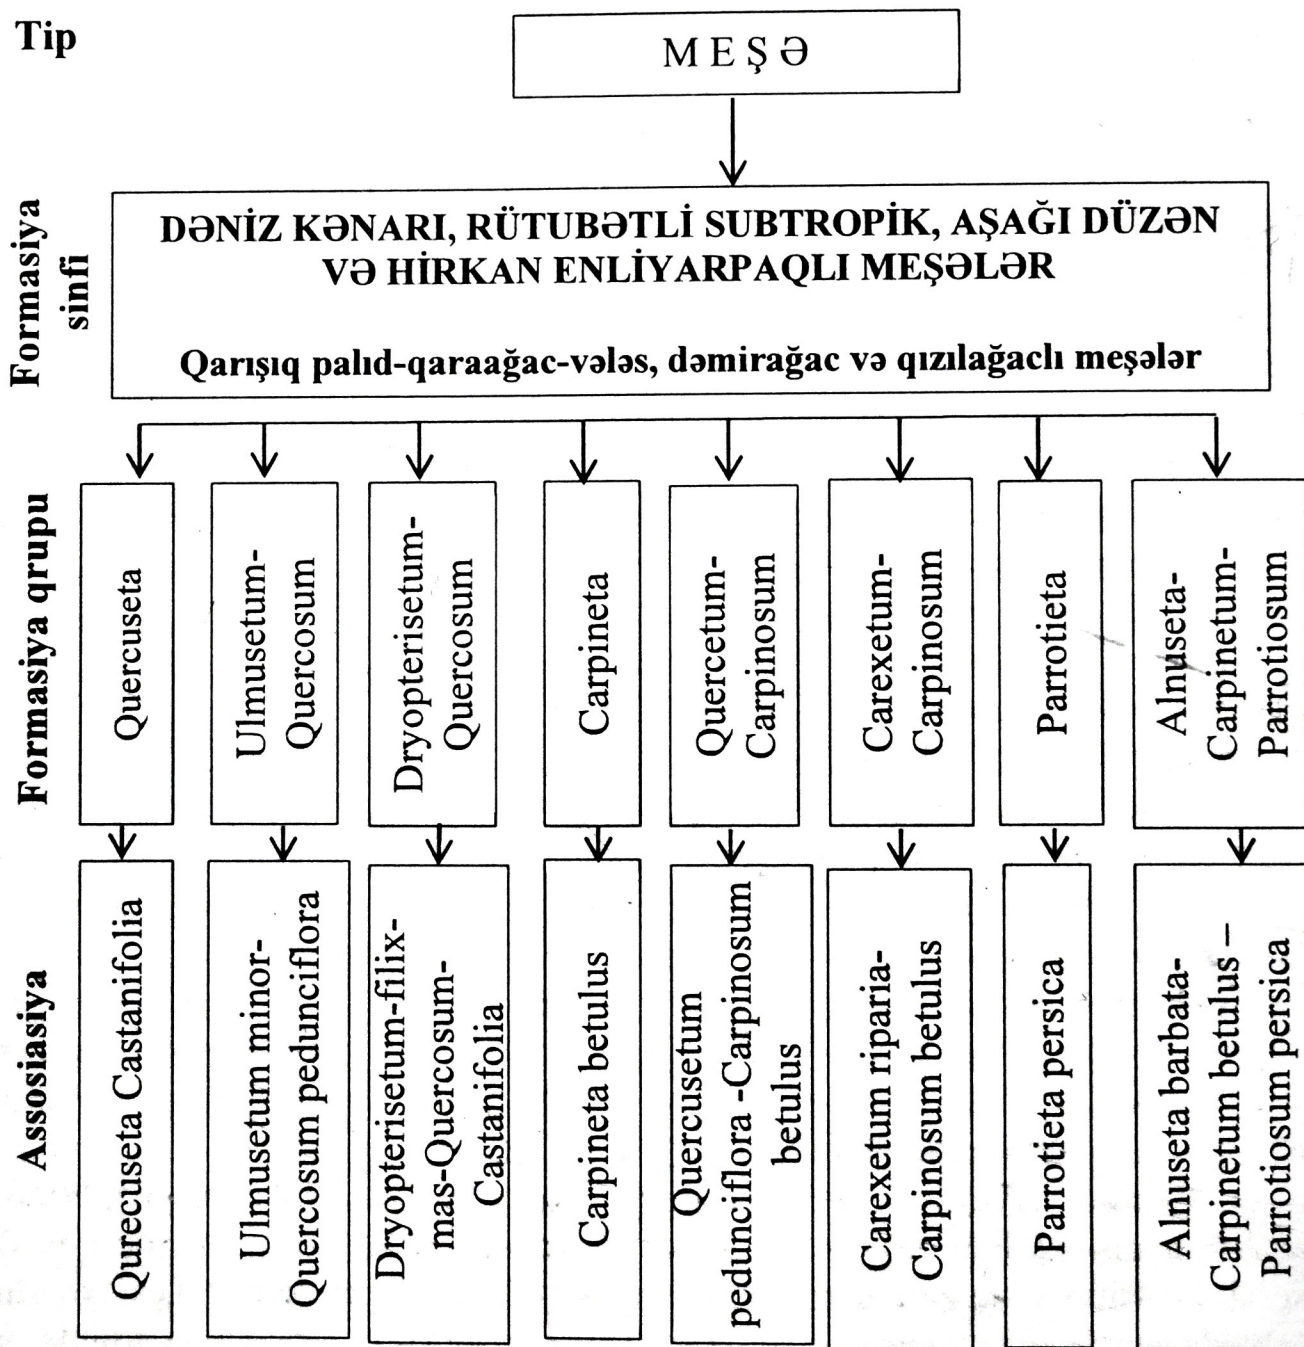 Tip
M E Ş Ə
Formasiya
sinfi
DƏNİZ KƏNARI, RÜTUBƏTLİ SUBTROPİK, AŞAĞI DÜZƏN
VƏ HİRKAN ENLİYARPAQLI MEŞƏLƏR
Qarışıq palıd-qaraağac-vələs, dəmirağac və qızılağaclı meşələr
Formasiya qrupu
Quercuseta
Ulmusetum-
Quercosum
Dryopterisetum-
Quercosum
Carpineta
Quercetum-
Carpinosum
Carexetum-
Carpinosum
Parrotieta
Alnuseta-
Carpinetum-
Parrotiosum
Assosiasiya
Qurecuseta Castanifolia
Ulmusetum minor-
Quercosum pedunciflora
Dryopterisetum-filix-
mas-Quercosum-
Castanifolia
Carpineta betulus
Quercusetum
pedunciflora -Carpinosum
betulus
Carexetum riparia-
Carpinosum betulus
Parrotieta persica
Alnuseta barbata-
Carpinetum betulus –
Parrotiosum persica